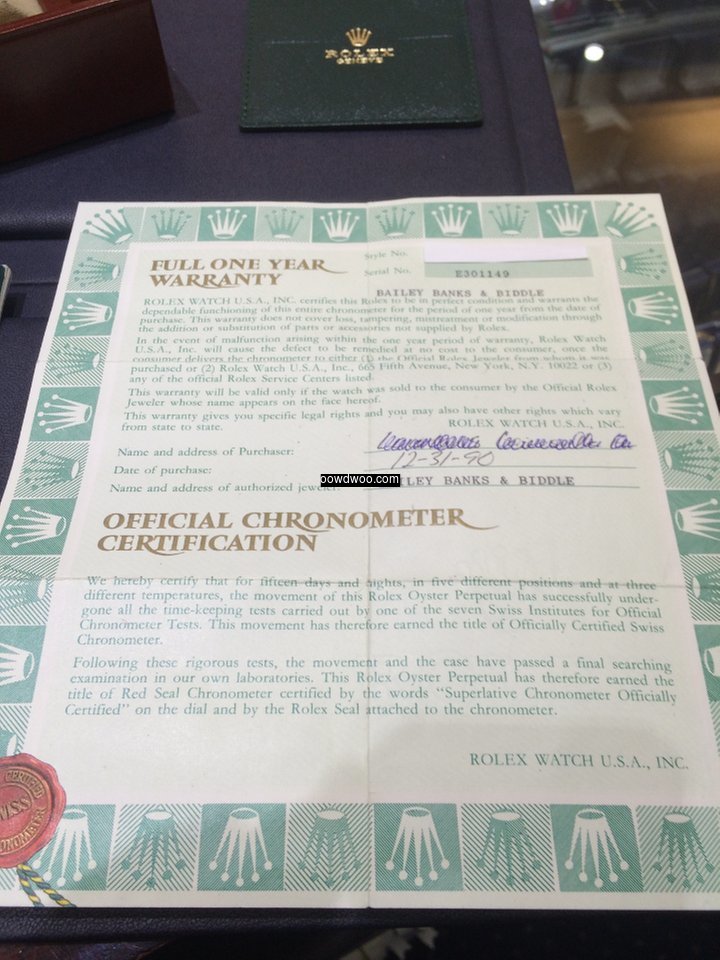 ROLEX
GENEVE
FULL ONE YEAR
WARRANTY
Style No.
Serial No. E301149
BAILEY BANKS & BIDDLE
ROLEX WATCH U.S.A., INC. certifies this Rolex to be in perfect condition and warrants the
dependable functioning of this entire chronometer for the period of one year from the date of
purchase. This warranty does not cover loss, tampering, mistreatment or modification through
the addition or substitution of parts or accessories not supplied by Rolex.
In the event of malfunction arising within the one year period of warranty, Rolex Watch
U.S.A., Inc. will cause the defect to be remedied at no cost to the consumer, once the
consumer delivers the chronometer to either (1) the Official Rolex Jeweler from whom it was
purchased or (2) Rolex Watch U.S.A., Inc., 665 Fifth Avenue, New York, N.Y. 10022 or (3)
any of the official Rolex Service Centers listed.
This warranty will be valid only if the watch was sold to the consumer by the Official Rolex
Jeweler whose name appears on the face hereof.
This warranty gives you specific legal rights and you may also have other rights which vary
from state to state.
ROLEX WATCH U.S.A., INC.
Name and address of Purchaser:
Date of purchase: 12-31-90
Name and address of authorized jeweler: LEY BANKS & BIDDLE
oowdwoo.com
OFFICIAL CHRONOMETER
CERTIFICATION
We hereby certify that for fifteen days and nights, in five different positions and at three
different temperatures, the movement of this Rolex Oyster Perpetual has successfully under-
gone all the time-keeping tests carried out by one of the seven Swiss Institutes for Official
Chronometer Tests. This movement has therefore earned the title of Officially Certified Swiss
Chronometer.
Following these rigorous tests, the movement and the case have passed a final searching
examination in our own laboratories. This Rolex Oyster Perpetual has therefore earned the
title of Red Seal Chronometer certified by the words “Superlative Chronometer Officially
Certified” on the dial and by the Rolex Seal attached to the chronometer.
ROLEX WATCH U.S.A., INC.
CERTIFIED